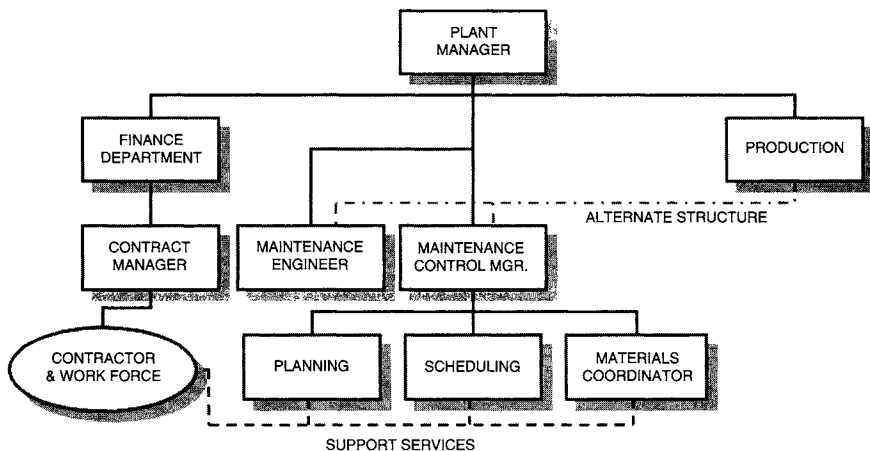 PLANT
MANAGER
FINANCE
DEPARTMENT
PRODUCTION
ALTERNATE STRUCTURE
CONTRACT
MANAGER
MAINTENANCE
ENGINEER
MAINTENANCE
CONTROL MGR.
CONTRACTOR
& WORK FORCE
PLANNING
SCHEDULING
MATERIALS
COORDINATOR
SUPPORT SERVICES